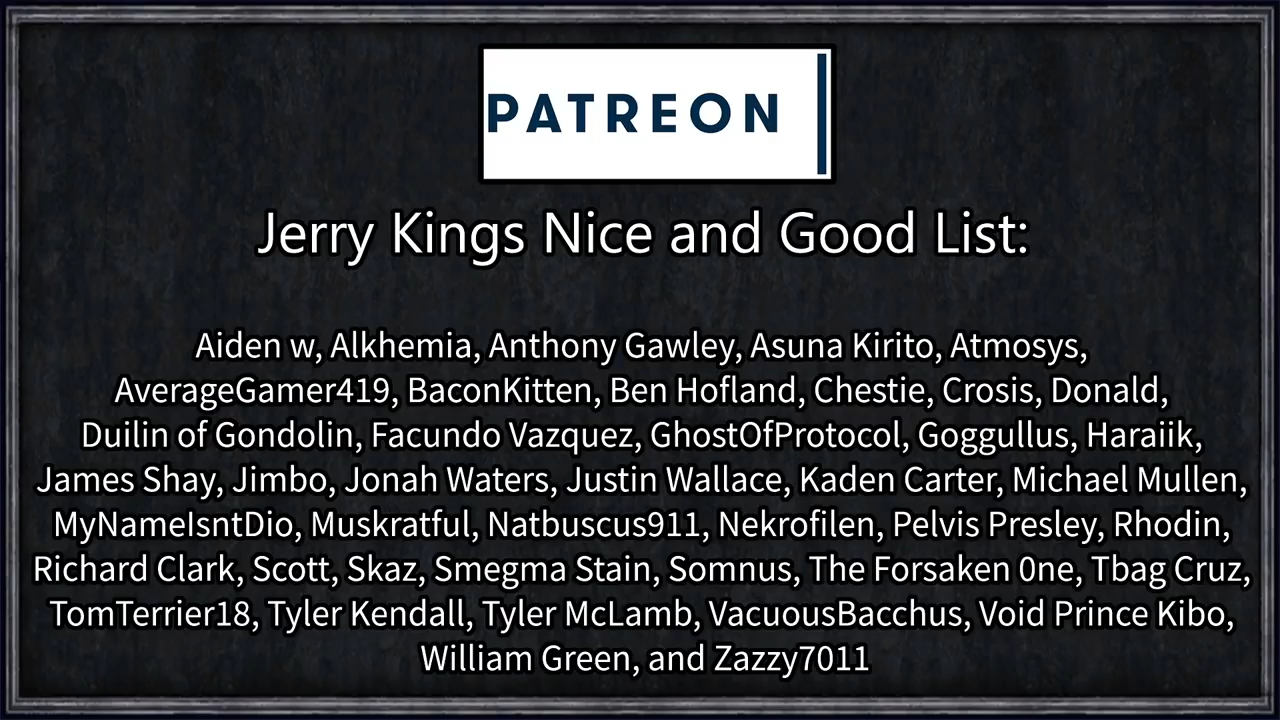 PATREON
Jerry Kings Nice and Good List:
Aiden w, Alkhemia, Anthony Gawley, Asuna Kirito, Atmosys,
AverageGamer419, BaconKitten, Ben Hofland, Chestie, Crosis, Donald,
Duilin of Gondolin, Facundo Vazquez, GhostOfProtocol, Goggullus, Haraiik,
James Shay, Jimbo, Jonah Waters, Justin Wallace, Kaden Carter, Michael Mullen,
MyNameIsntDio, Muskratful, Natbuscus911, Nekrofilen, Pelvis Presley, Rhodin,
Richard Clark, Scott, Skaz, Smegma Stain, Somnus, The Forsaken 0ne, Tbag Cruz,
TomTerrier18, Tyler Kendall, Tyler McLamb, VacuousBacchus, Void Prince Kibo,
William Green, and Zazzy7011